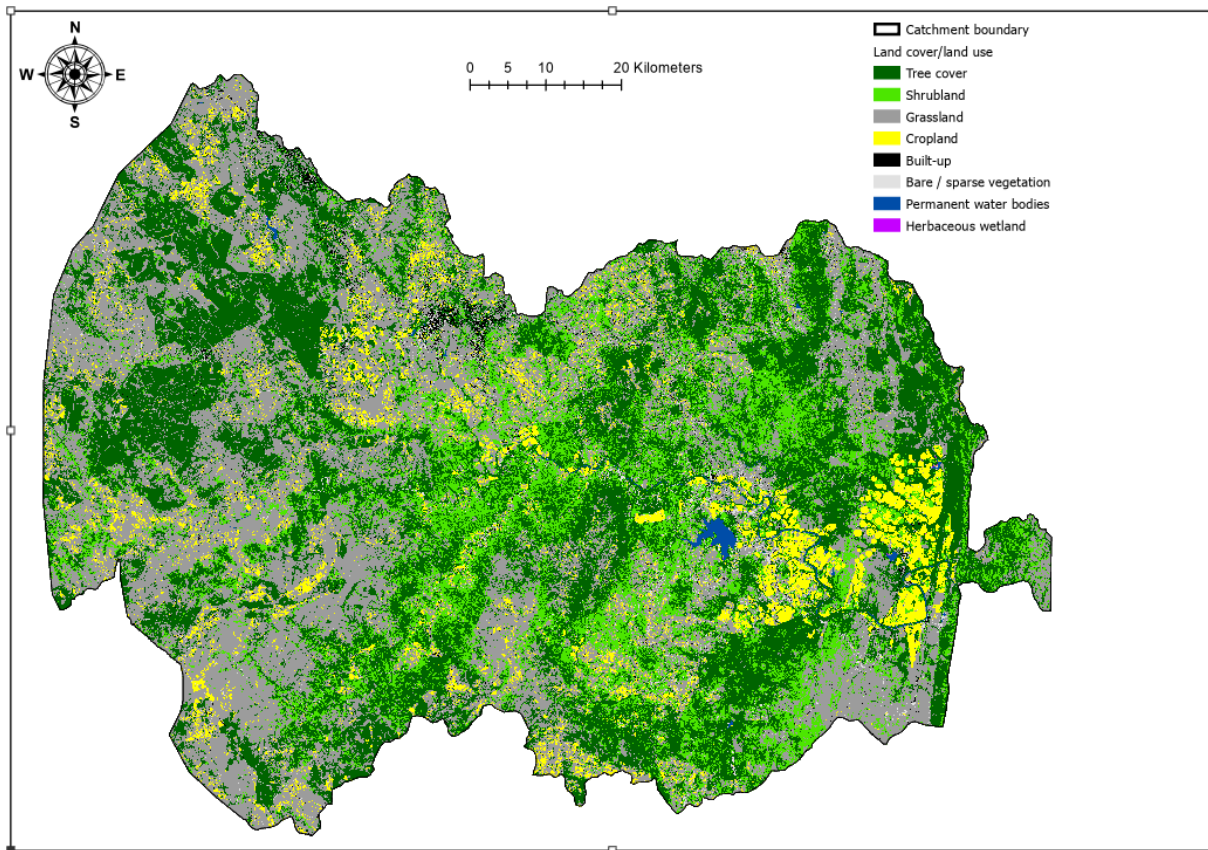 N
W E
S
0 5 10 20 Kilometers
Catchment boundary
Land cover/land use
Tree cover
Shrubland
Grassland
Cropland
Built-up
Bare / sparse vegetation
Permanent water bodies
Herbaceous wetland